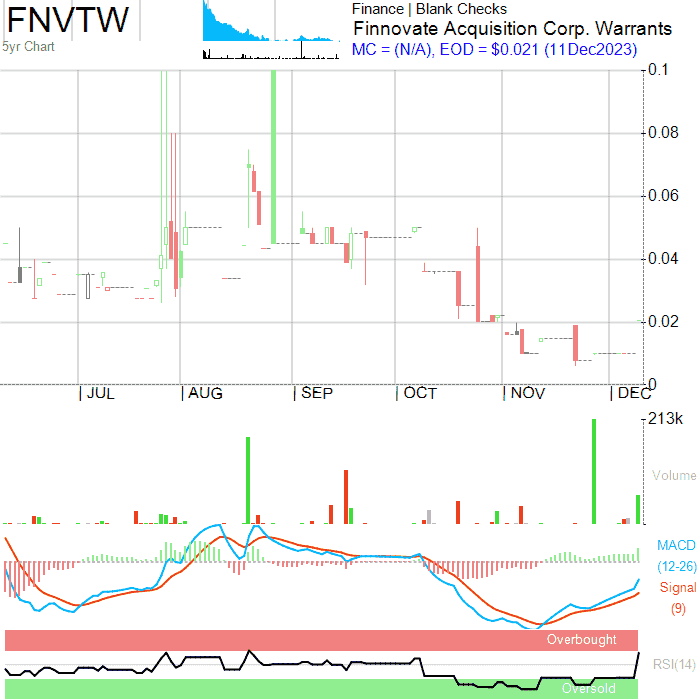 FNVTW
5yr Chart
Finance | Blank Checks
Finnovate Acquisition Corp. Warrants
MC = (N/A), EOD = $0.021 (11Dec2023)
0.1
0.08
0.06
0.04
0.02
0
| JUL | AUG | SEP | OCT | NOV | DEC
213k
Volume
MACD
(12-26)
Signal
(9)
Overbought
RSI(14)
Oversold